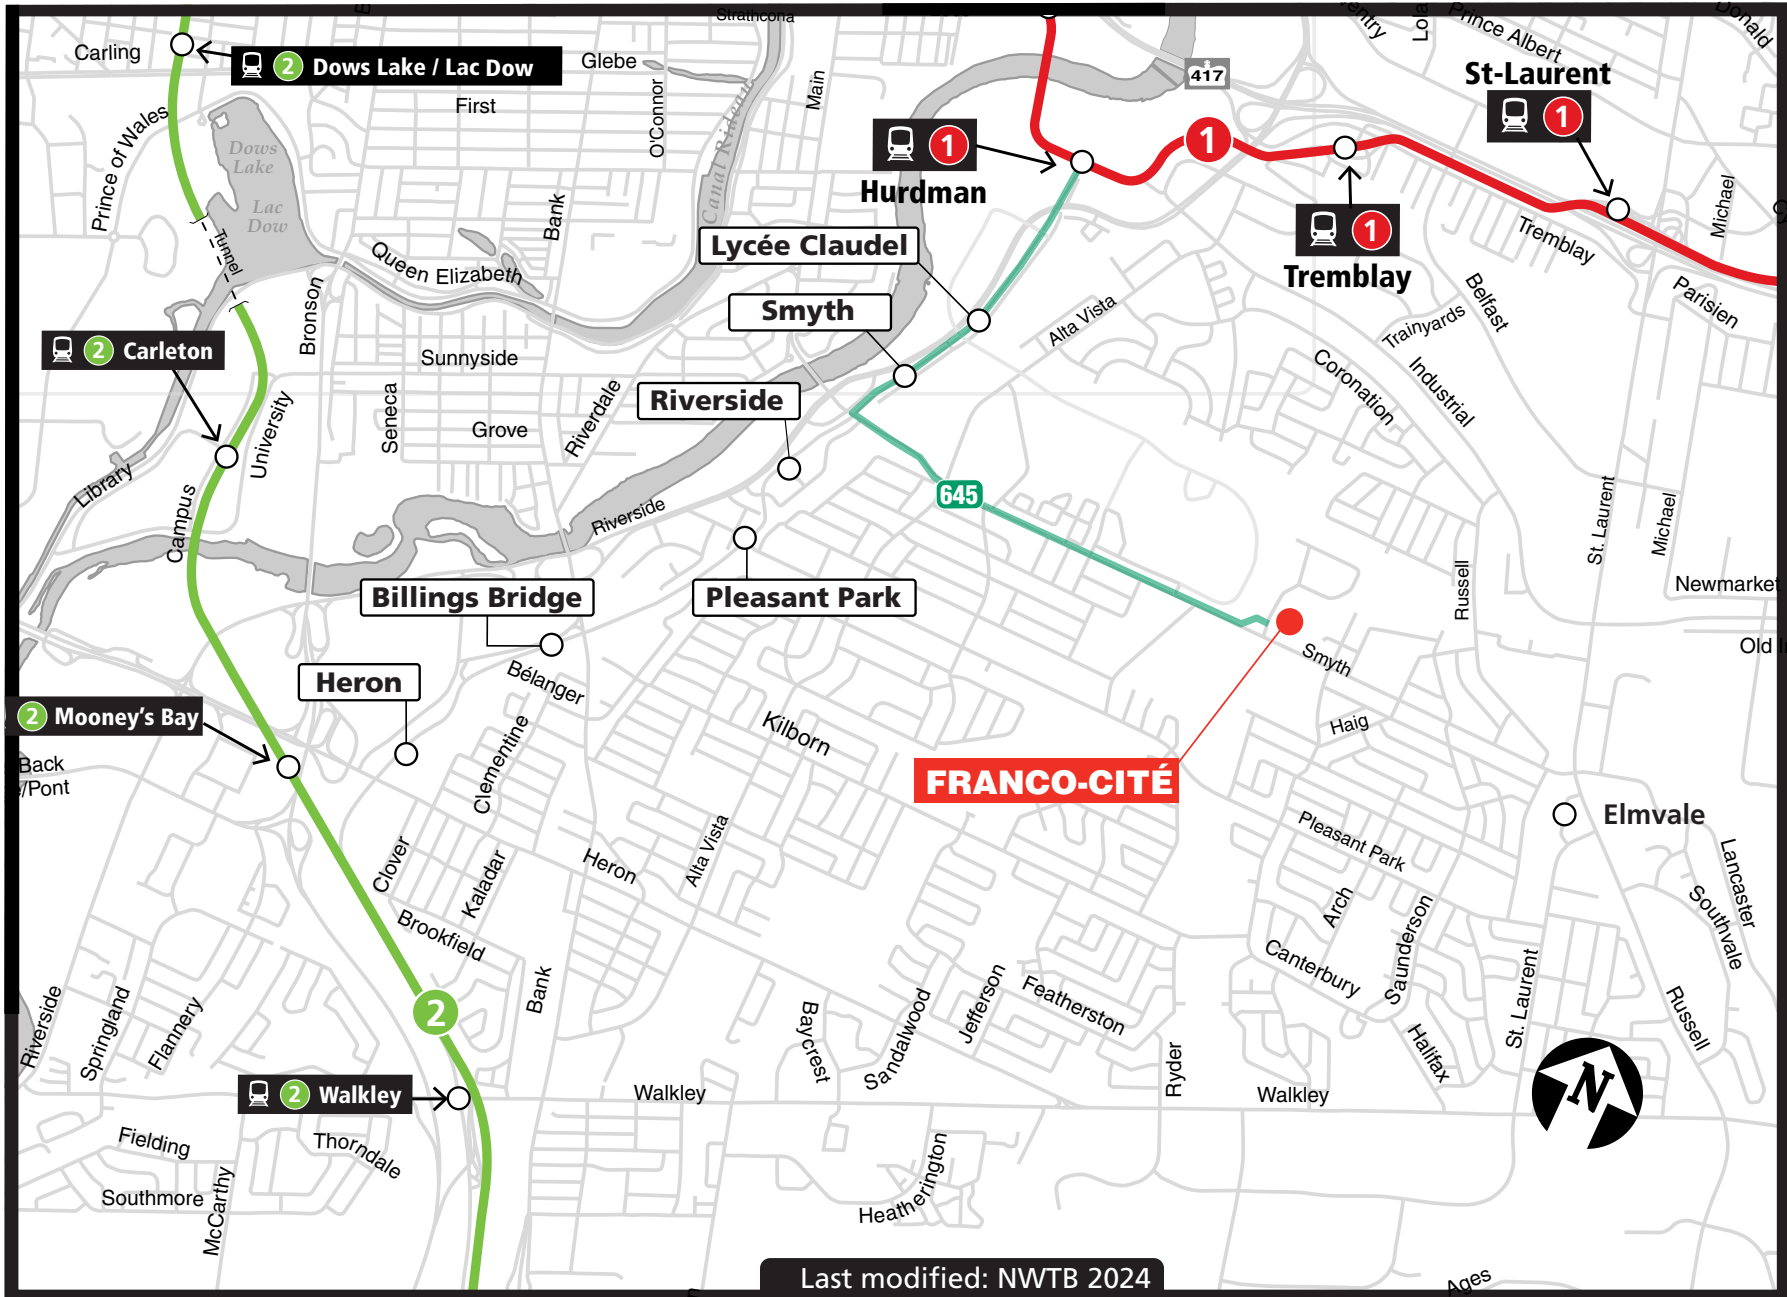 Strathcona
Carling
2 Dows Lake / Lac Dow
Glebe
First
O'Connor
Main
Canal Rideau
Prince of Wales
Dows
Lake
Lac
Dow
Tunnel
Bank
Queen Elizabeth
Bronson
417
Prince Albert
Donald
St-Laurent
1
1
Hurdman
1
1
Tremblay
Tremblay
Michael
Parisien
Belfast
Trainyards
Industrial
Coronation
Alta Vista
Lycée Claudel
Smyth
Riverside
2 Carleton
Sunnyside
Seneca
Grove
Riverdale
University
Library
Campus
Riverside
645
St. Laurent
Michael
Russell
Newmarket
Billings Bridge
Pleasant Park
Heron
Bélanger
Smyth
2 Mooney's Bay
Back
/Pont
Clementine
Kilborn
Haig
FRANCO-CITÉ
Elmvale
Pleasant Park
Lancaster
Southvale
Clover
Kaladar
Heron
Alta Vista
Arch
Saunderson
Brookfield
Canterbury
Bank
2
Riverside
Springland
Flannery
Baycrest
Sandalwood
Jefferson
Featherston
St. Laurent
Russell
Halifax
Ryder
N
2 Walkley
Walkley
Walkley
Fielding
Thorndale
Southmore
McCarthy
Heatherington
Last modified: NWTB 2024
Ages